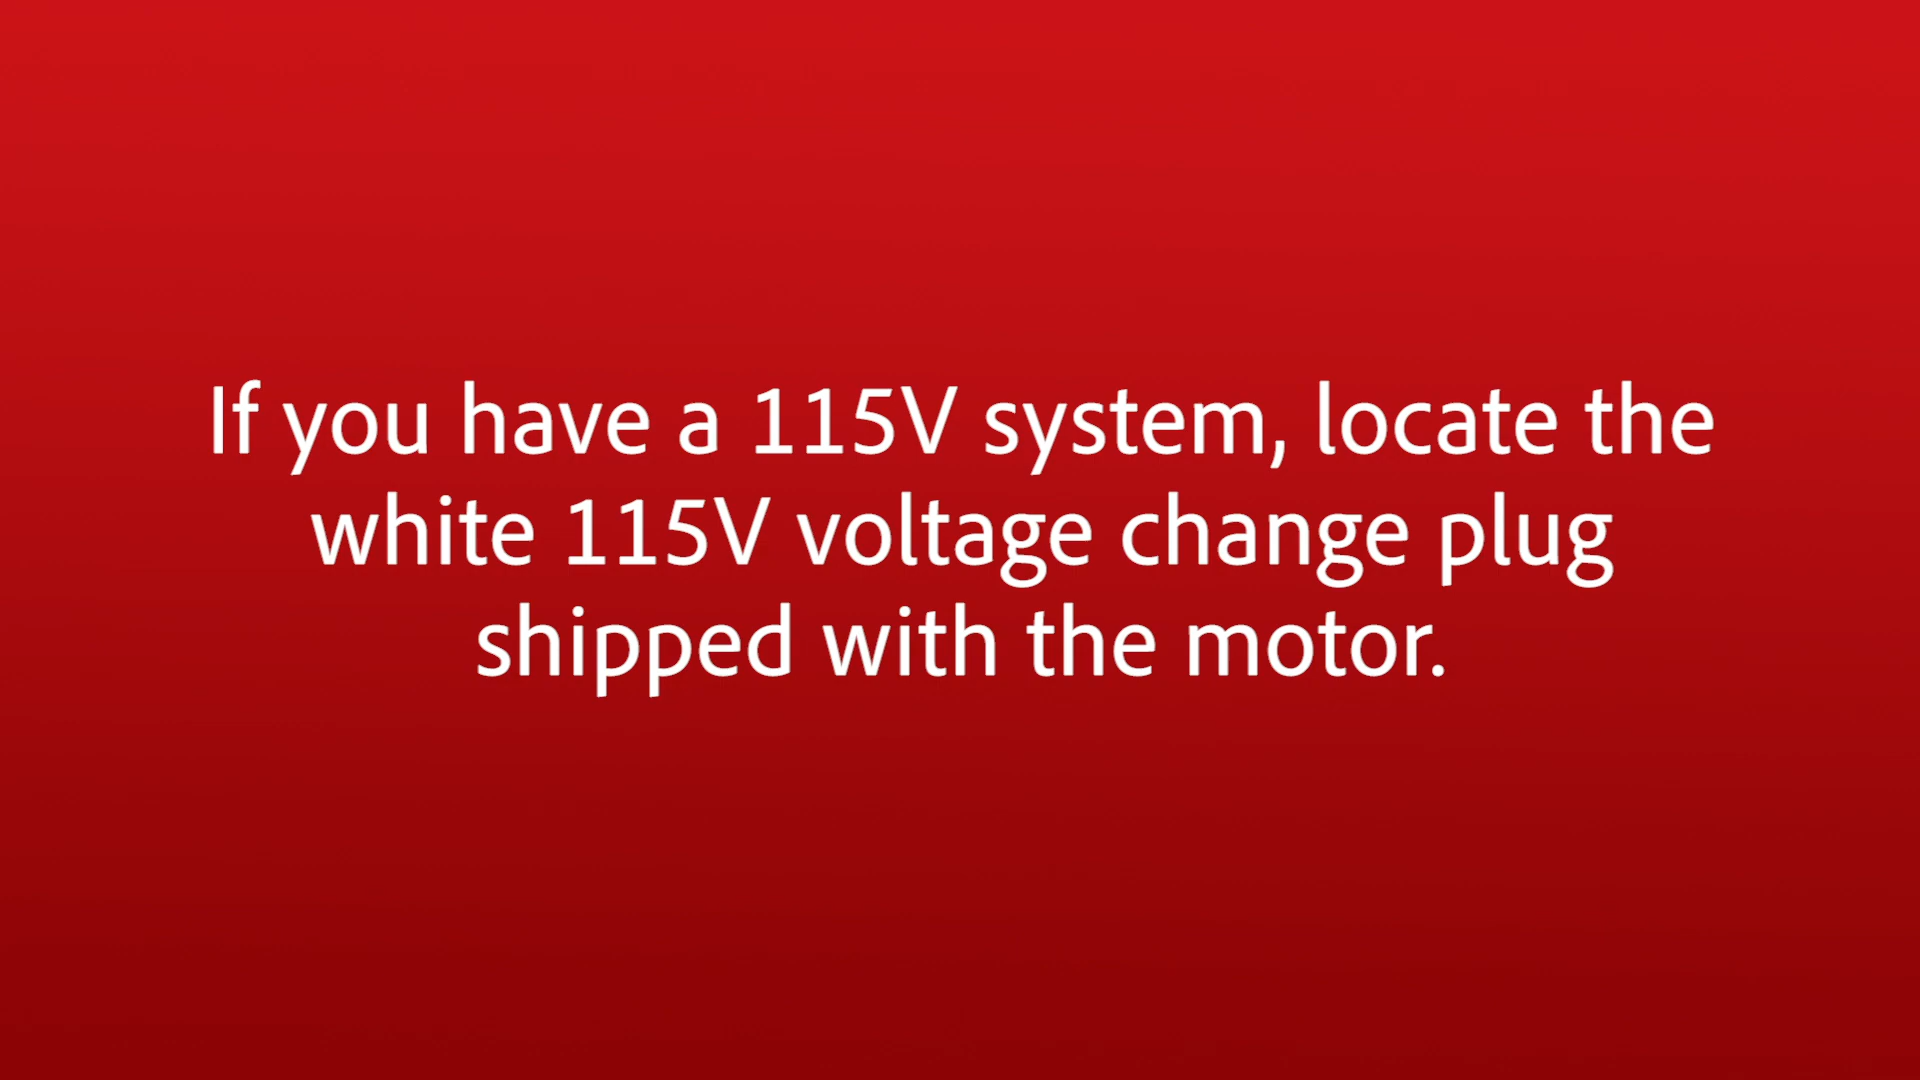 If you have a 115V system, locate the
white 115V voltage change plug
shipped with the motor.